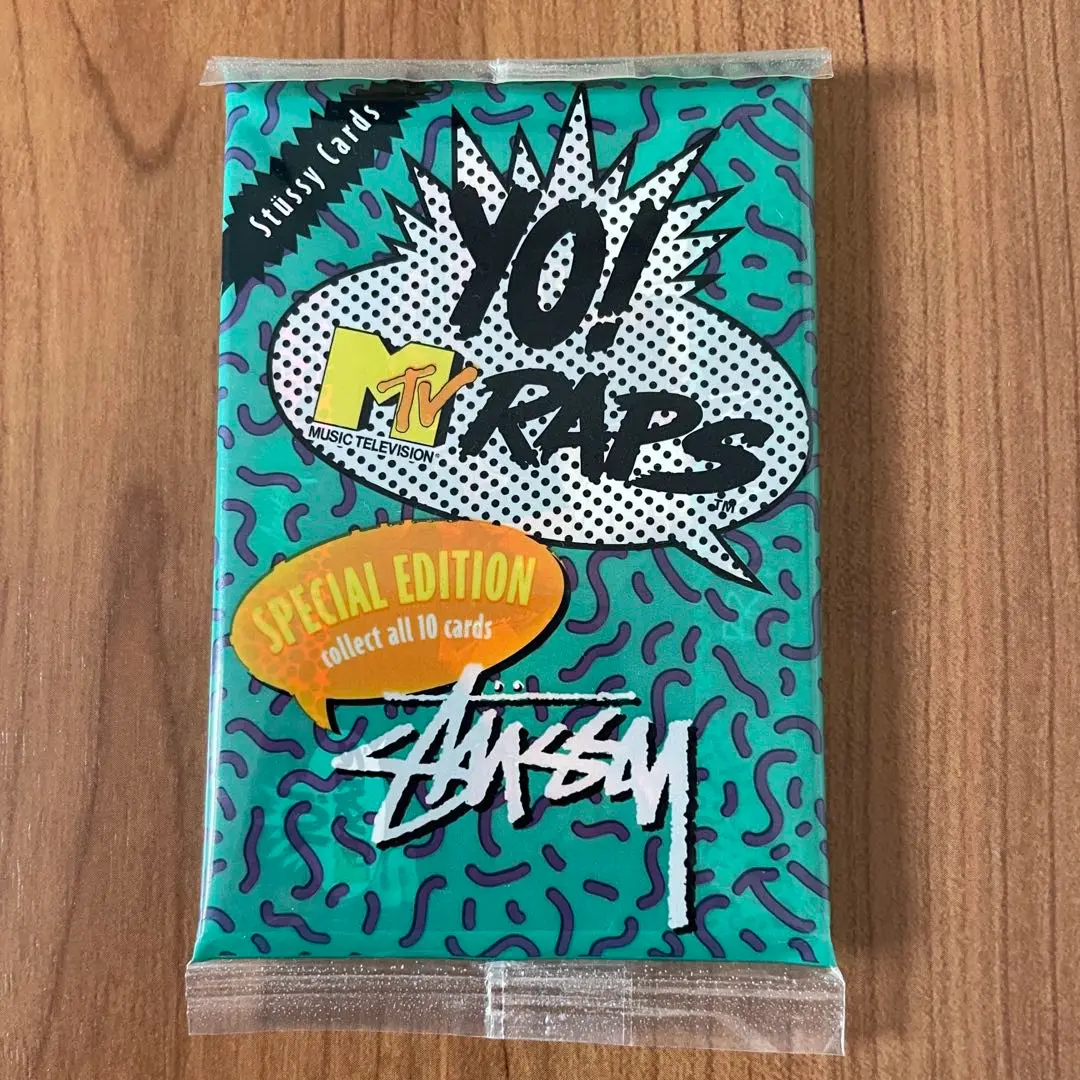 Stüssy Cards
YO!
MTV RAPS
MUSIC TELEVISION®
TM
SPECIAL EDITION
collect all 10 cards
Stüssy